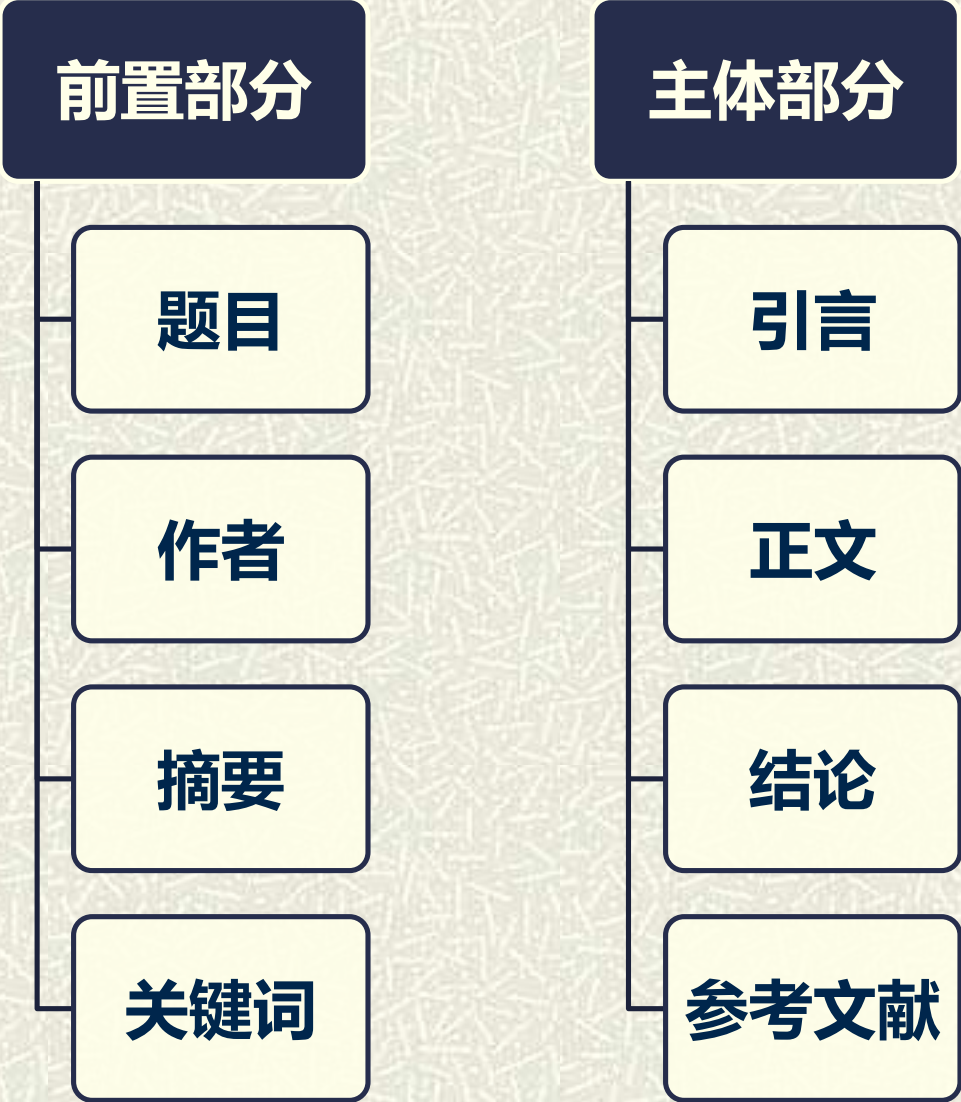 前置部分
题目
作者
摘要
关键词
主体部分
引言
正文
结论
参考文献